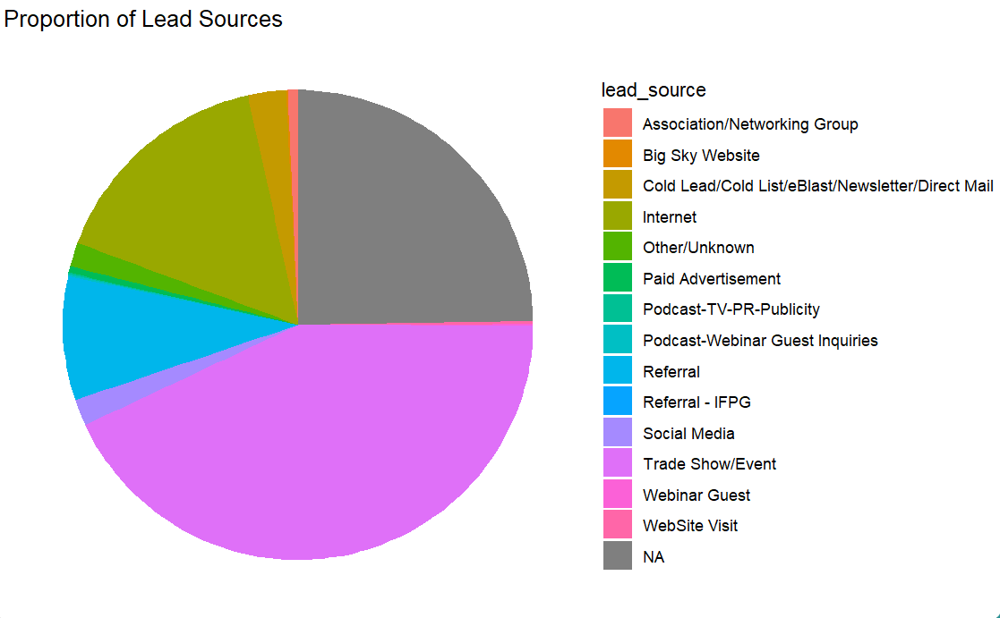 Proportion of Lead Sources
lead_source
Association/Networking Group
Big Sky Website
Cold Lead/Cold List/eBlast/Newsletter/Direct Mail
Internet
Other/Unknown
Paid Advertisement
Podcast-TV-PR-Publicity
Podcast-Webinar Guest Inquiries
Referral
Referral - IFPG
Social Media
Trade Show/Event
Webinar Guest
WebSite Visit
NA